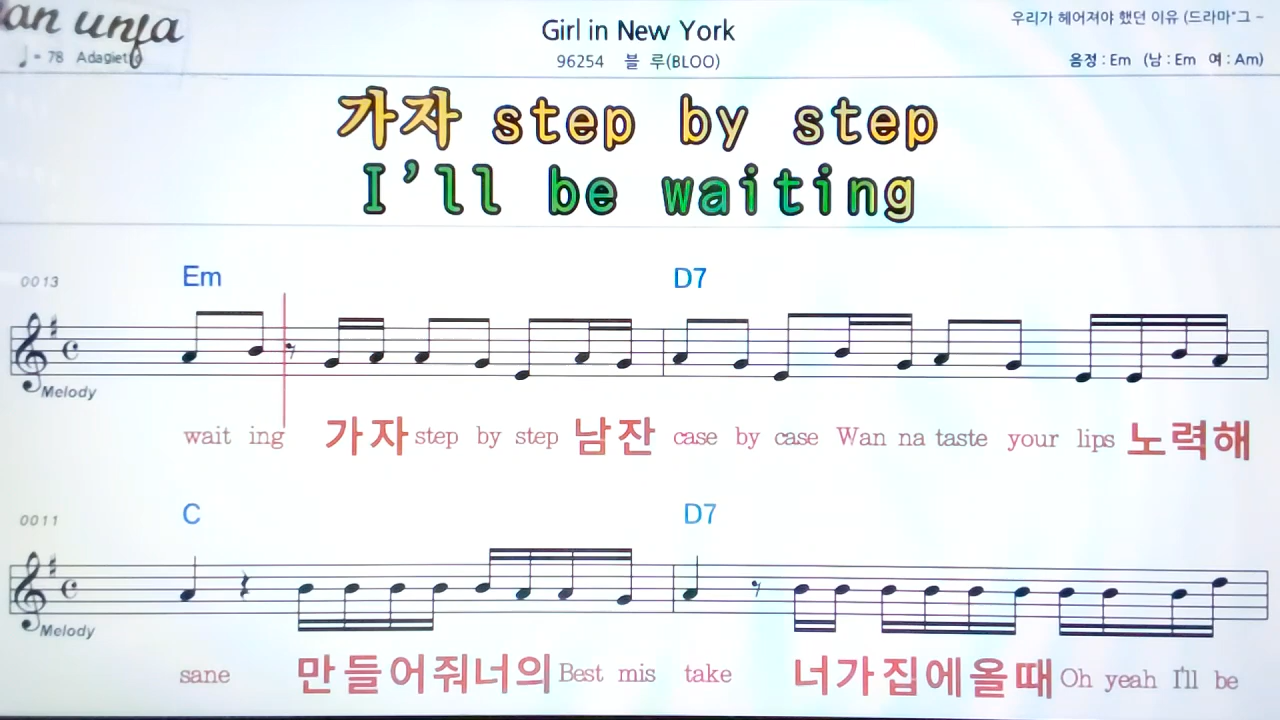 an unfa
♩= 78 Adagiet
Girl in New York
96254 블 루(BLOO)
우리가 헤어져야 했던 이유 (드라마"그 ~
음정 : Em (남 : Em 여 : Am)
가자 step by step
I'll be waiting
0013
Em D7
Melody
wait ing 가자 step by step 남잔 case by case Wan na taste your lips 노력해
0011
C D7
Melody
sane 만들어줘너의 Best mis take 너가집에올때 Oh yeah I'll be